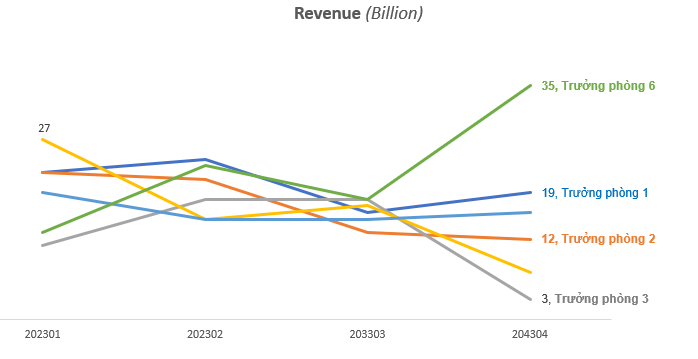 Revenue (Billion)
35, Trưởng phòng 6
27
19, Trưởng phòng 1
12, Trưởng phòng 2
3, Trưởng phòng 3
202301 202302 203303 204304